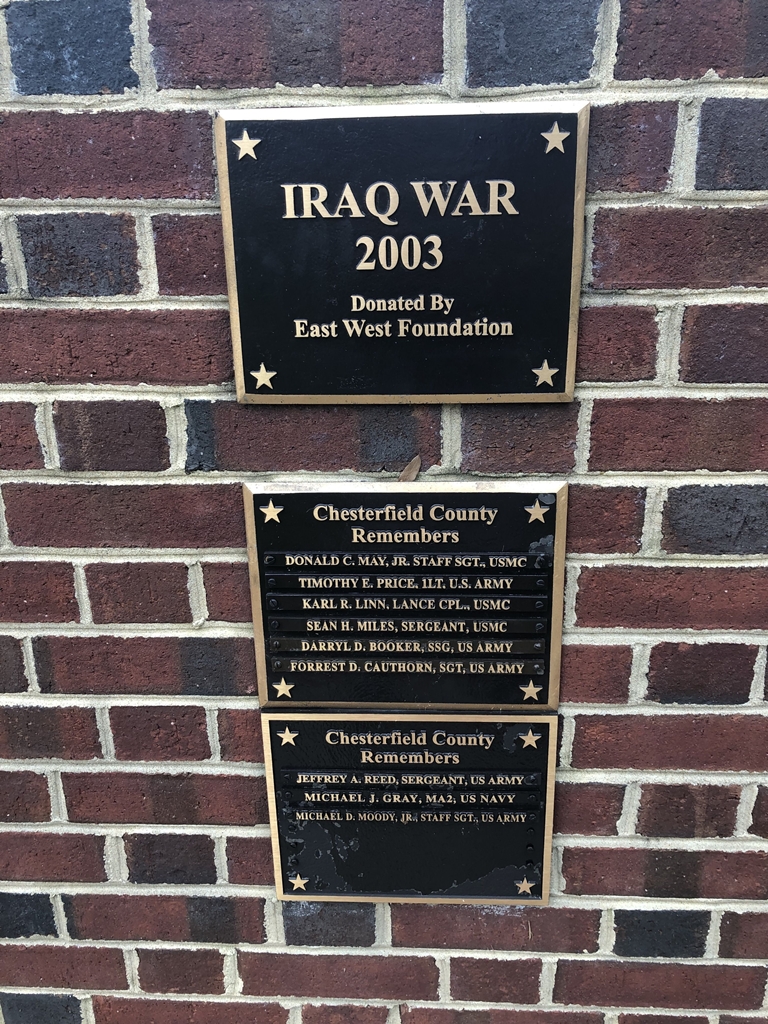 IRAQ WAR
2003
Donated By
East West Foundation
Chesterfield County
Remembers
DONALD C. MAY, JR. STAFF SGT., USMC
TIMOTHY E. PRICE, 1LT, U.S. ARMY
KARL R. LINN, LANCE CPL., USMC
SEAN H. MILES, SERGEANT, USMC
DARRYL D. BOOKER, SSG, US ARMY
FORREST D. CAUTHORN, SGT, US ARMY
Chesterfield County
Remembers
JEFFREY A. REED, SERGEANT, US ARMY
MICHAEL J. GRAY, MA2, US NAVY
MICHAEL D. MOODY, JR., STAFF SGT., US ARMY